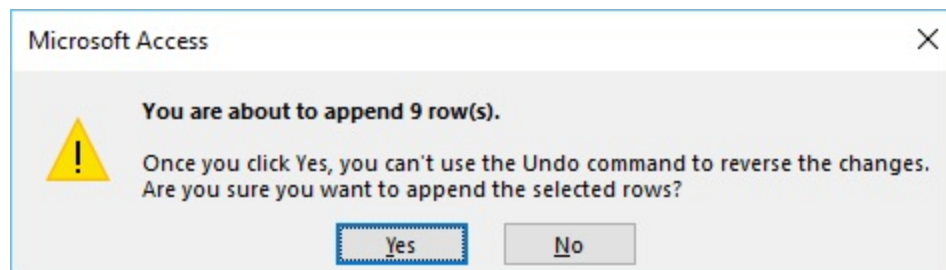 Microsoft Access
You are about to append 9 row(s).
Once you click Yes, you can't use the Undo command to reverse the changes.
Are you sure you want to append the selected rows?
Yes No